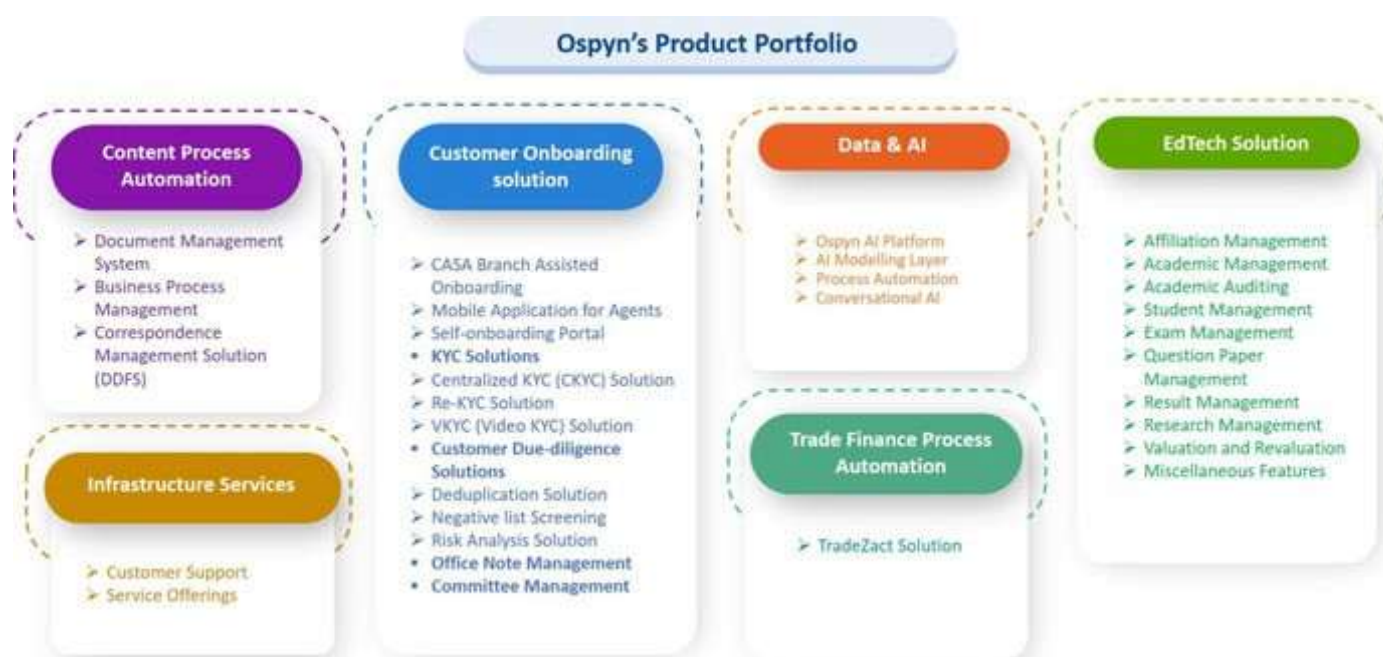 Ospyn's Product Portfolio
Content Process
Automation
➢ Document Management
System
➢ Business Process
Management
➢ Correspondence
Management Solution
(DDFS)
Infrastructure Services
➢ Customer Support
➢ Service Offerings
Customer Onboarding
solution
➢ CASA Branch Assisted
Onboarding
➢ Mobile Application for Agents
➢ Self-onboarding Portal
• KYC Solutions
➢ Centralized KYC (CKYC) Solution
➢ Re-KYC Solution
➢ VKYC (Video KYC) Solution
• Customer Due-diligence
Solutions
➢ Deduplication Solution
➢ Negative list Screening
➢ Risk Analysis Solution
• Office Note Management
• Committee Management
Data & AI
➢ Ospyn AI Platform
➢ AI Modelling Layer
➢ Process Automation
➢ Conversational AI
Trade Finance Process
Automation
➢ TradeZact Solution
EdTech Solution
➢ Affiliation Management
➢ Academic Management
➢ Academic Auditing
➢ Student Management
➢ Exam Management
➢ Question Paper
Management
➢ Result Management
➢ Research Management
➢ Valuation and Revaluation
➢ Miscellaneous Features